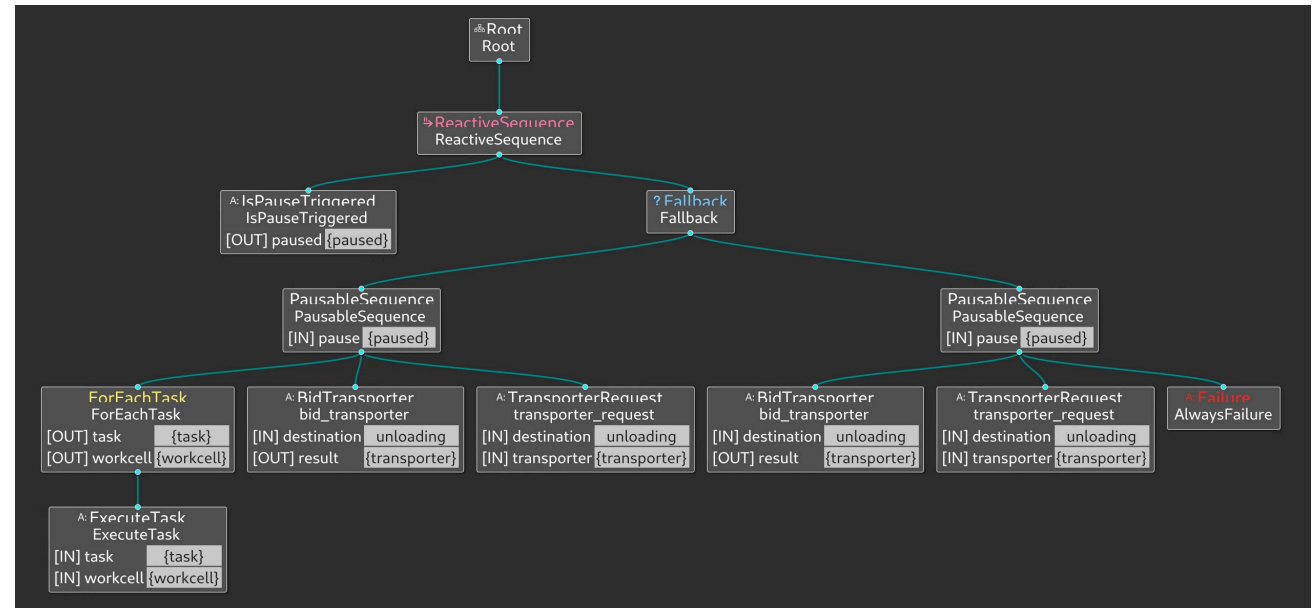 Root
Root
ReactiveSequence
ReactiveSequence
A: IsPauseTriggered
IsPauseTriggered
[OUT] paused {paused}
? Fallback
Fallback
PausableSequence
PausableSequence
[IN] pause {paused}
PausableSequence
PausableSequence
[IN] pause {paused}
ForEachTask
ForEachTask
[OUT] task {task}
[OUT] workcell {workcell}
A: BidTransporter
bid_transporter
[IN] destination unloading
[OUT] result {transporter}
A: TransporterRequest
transporter_request
[IN] destination unloading
[IN] transporter {transporter}
A: BidTransporter
bid_transporter
[IN] destination unloading
[OUT] result {transporter}
A: TransporterRequest
transporter_request
[IN] destination unloading
[IN] transporter {transporter}
A: Failure
AlwaysFailure
A: ExecuteTask
ExecuteTask
[IN] task {task}
[IN] workcell {workcell}